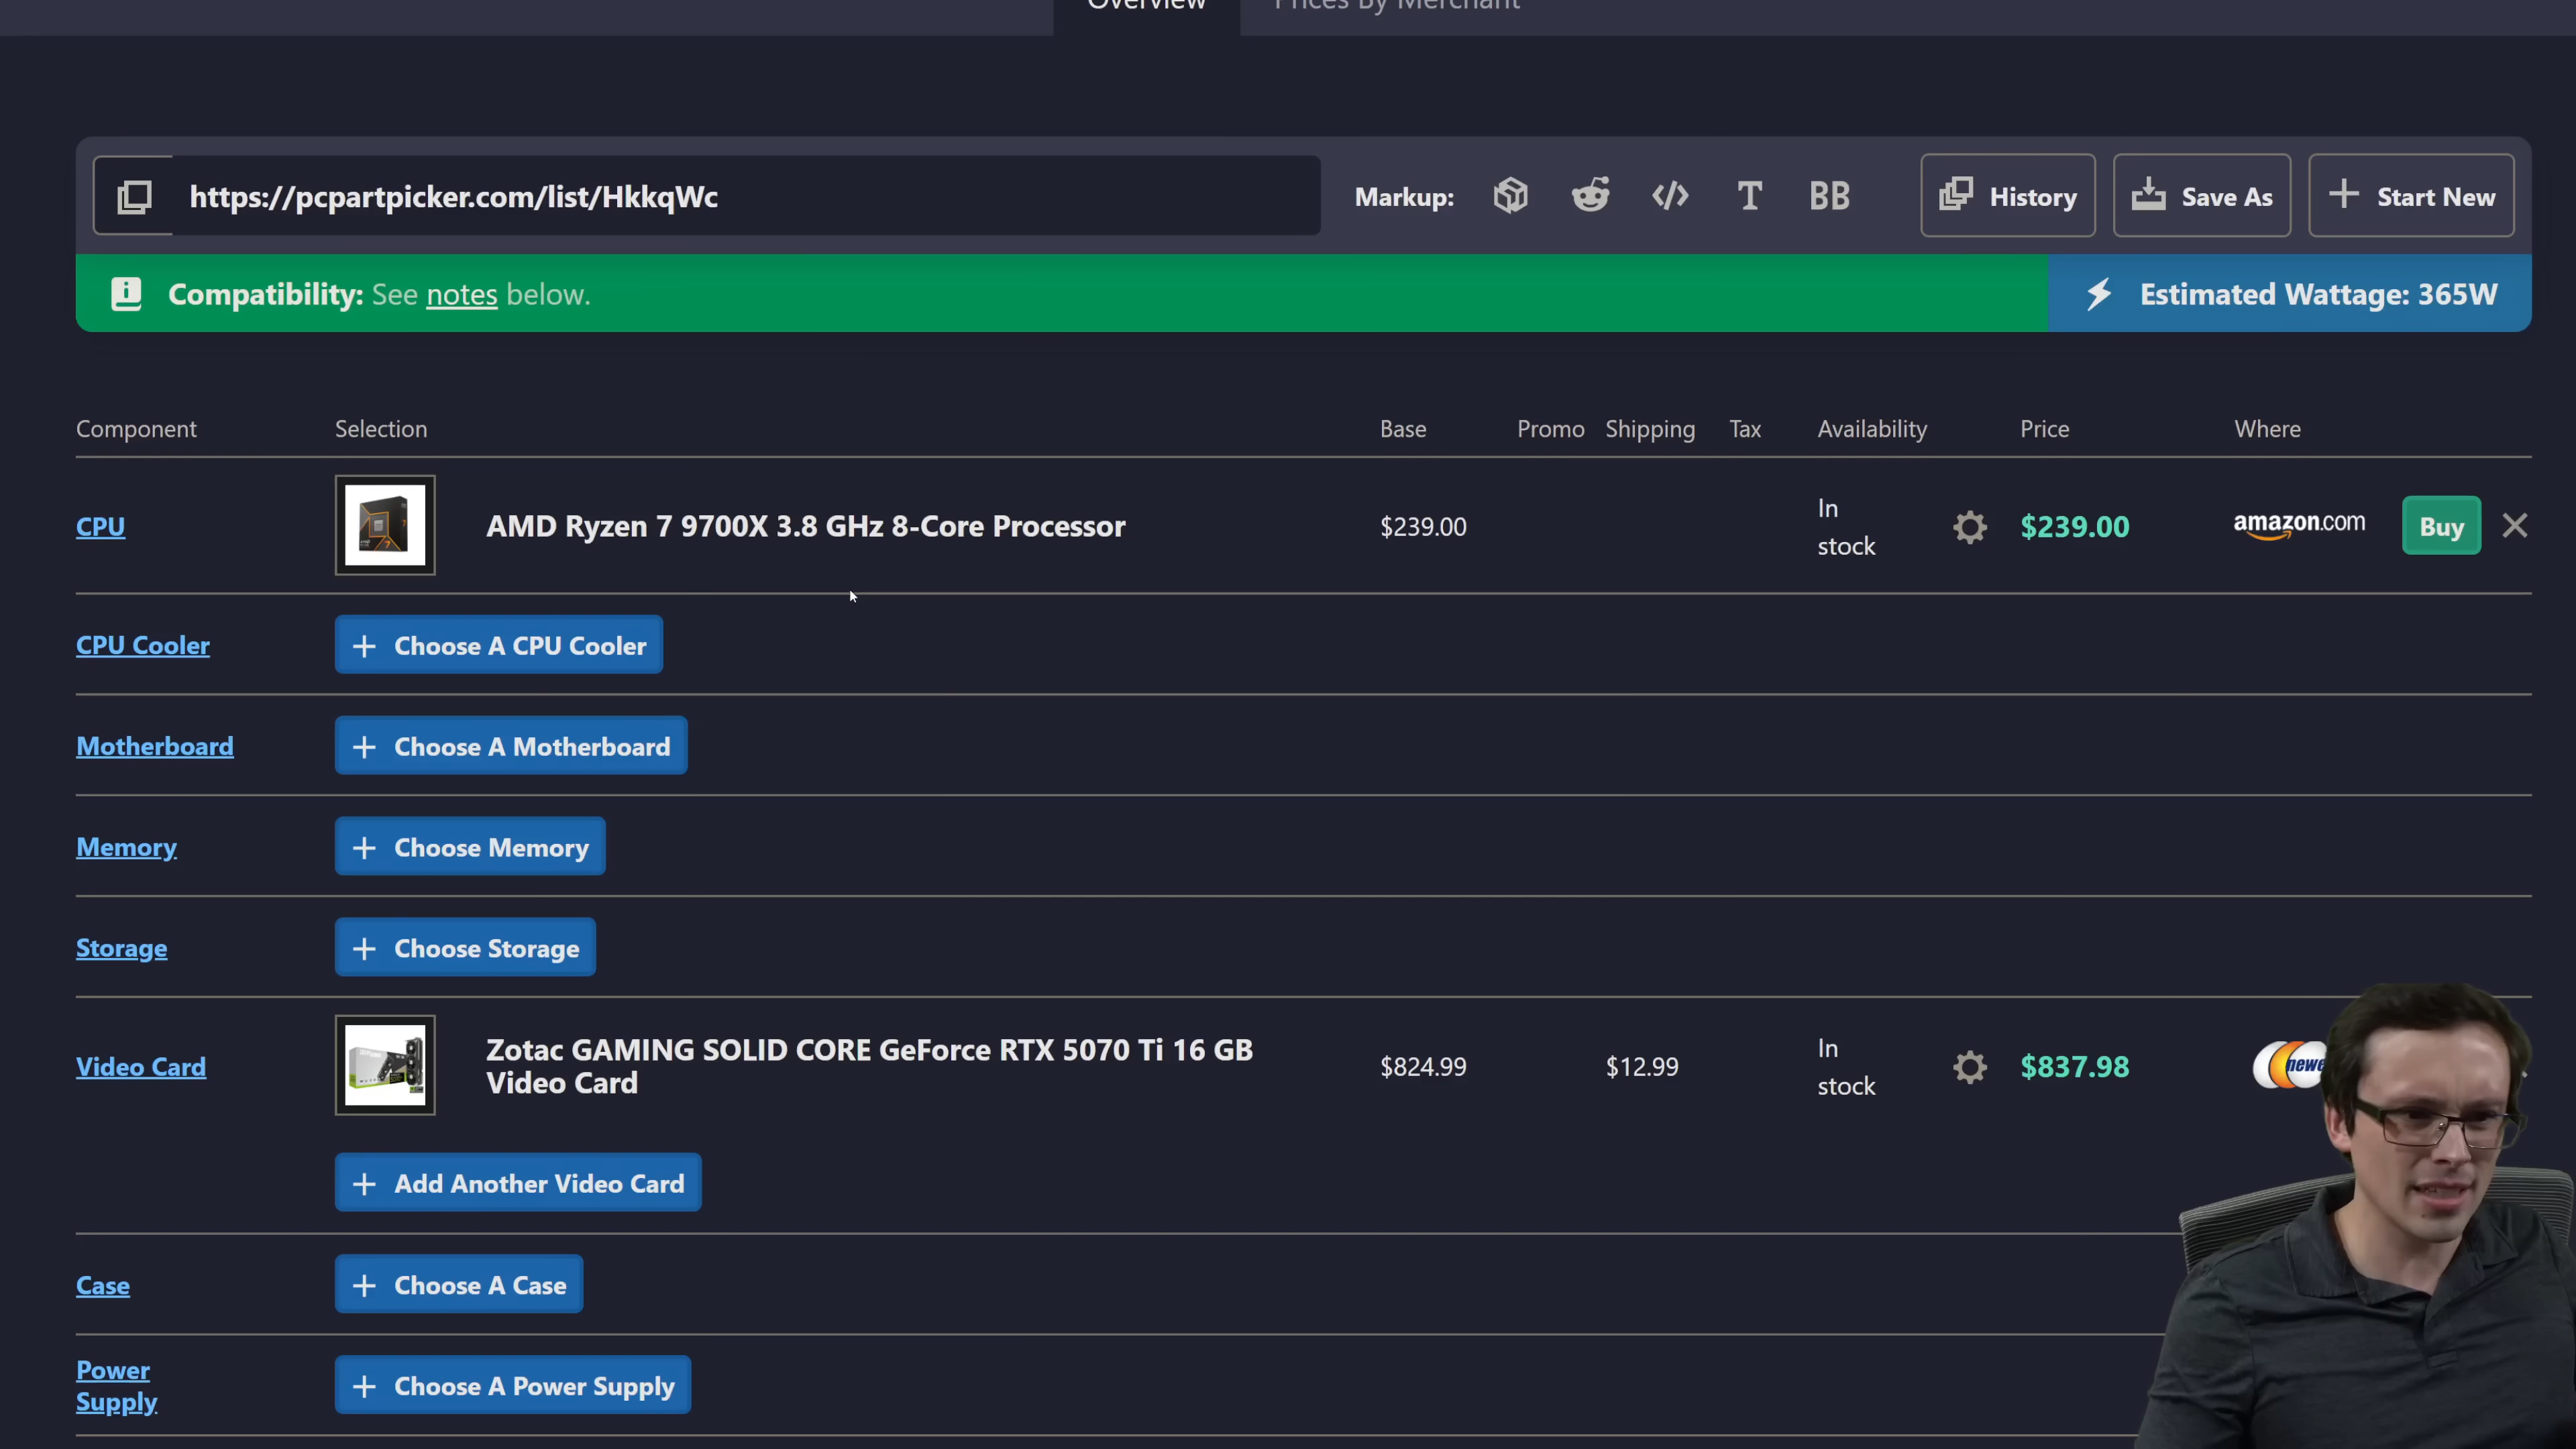 Overview Prices By Merchant
https://pcpartpicker.com/list/HkkqWc Markup: T BB History Save As Start New
Compatibility: See notes below. Estimated Wattage: 365W
Component Selection Base Promo Shipping Tax Availability Price Where
CPU AMD Ryzen 7 9700X 3.8 GHz 8-Core Processor $239.00 In stock $239.00 amazon.com Buy
CPU Cooler Choose A CPU Cooler
Motherboard Choose A Motherboard
Memory Choose Memory
Storage Choose Storage
Video Card Zotac GAMING SOLID CORE GeForce RTX 5070 Ti 16 GB
Video Card $824.99 $12.99 In stock $837.98
Add Another Video Card
Case Choose A Case
Power
Supply Choose A Power Supply